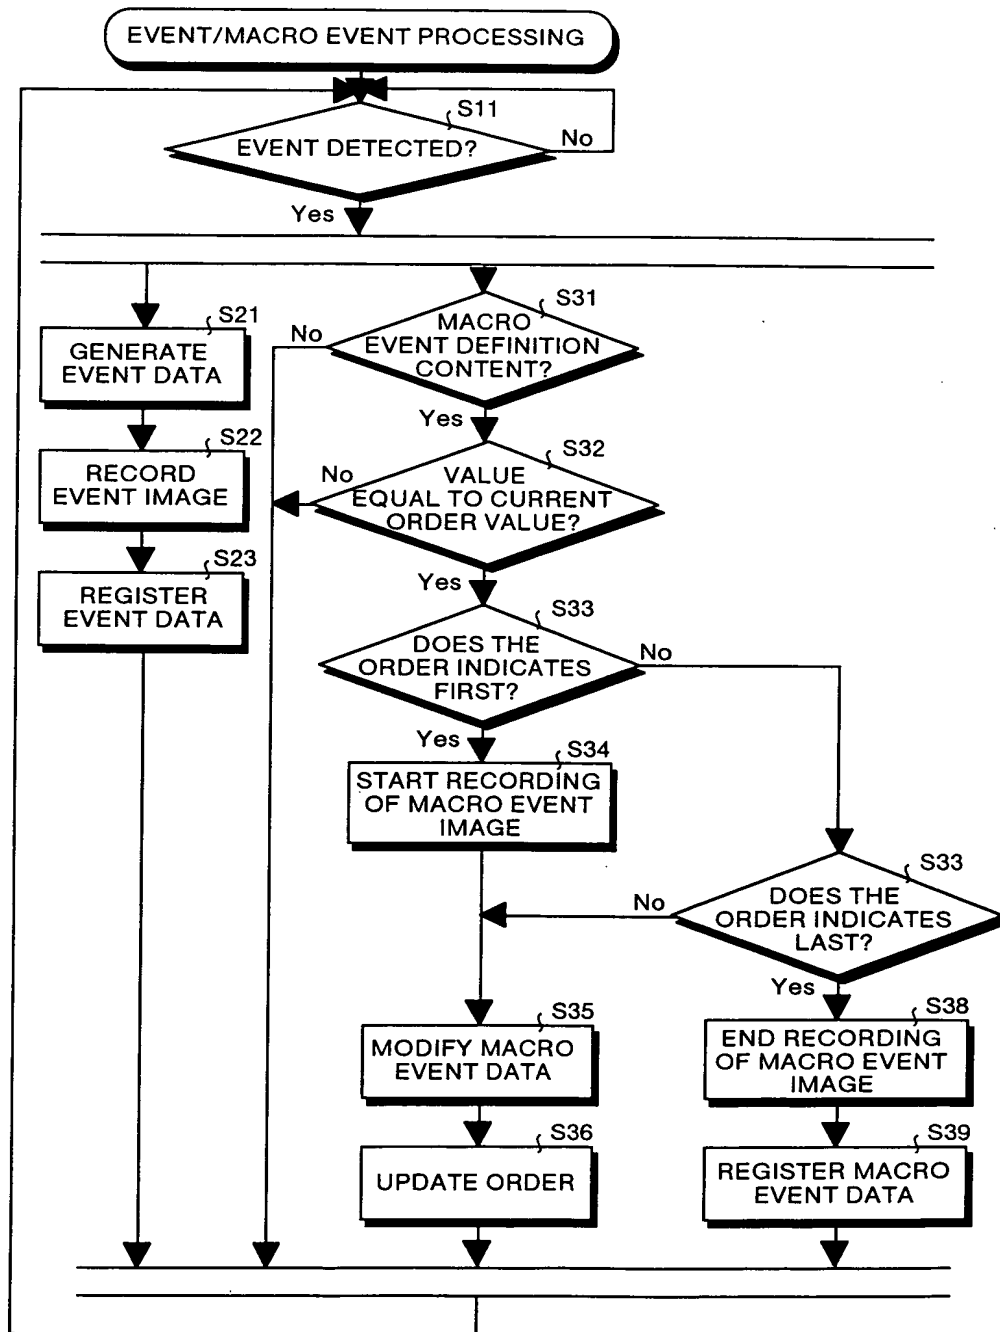 EVENT/MACRO EVENT PROCESSING
S11
EVENT DETECTED?
No
Yes
S21
GENERATE
EVENT DATA
S22
RECORD
EVENT IMAGE
S23
REGISTER
EVENT DATA
S31
No
MACRO
EVENT DEFINITION
CONTENT?
Yes
S32
No
VALUE
EQUAL TO CURRENT
ORDER VALUE?
Yes
S33
DOES THE
ORDER INDICATES
FIRST?
No
Yes
S34
START RECORDING
OF MACRO EVENT
IMAGE
S33
No
DOES THE
ORDER INDICATES
LAST?
Yes
S35
MODIFY MACRO
EVENT DATA
S36
UPDATE ORDER
S38
END RECORDING
OF MACRO EVENT
IMAGE
S39
REGISTER MACRO
EVENT DATA